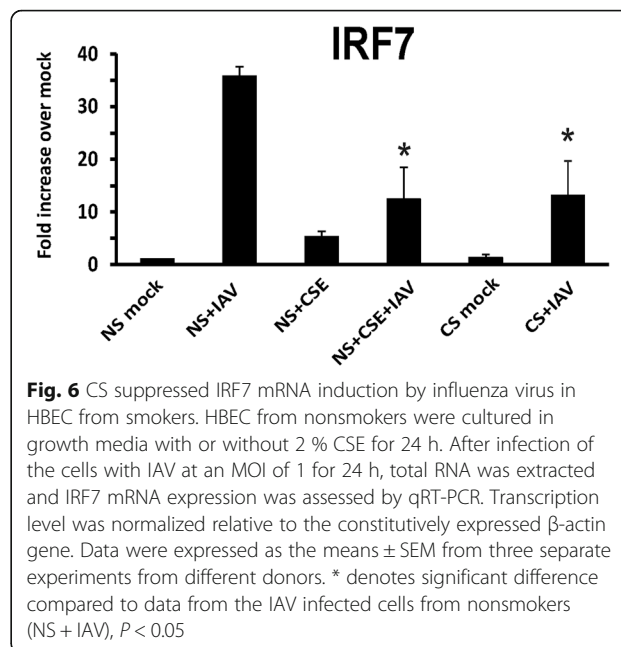 IRF7
Fold increase over mock
40
30
20
10
0
*
*
NS mock
NS+IAV
NS+CSE
NS+CSE+IAV
CS mock
CS+IAV
Fig. 6 CS suppressed IRF7 mRNA induction by influenza virus in
HBEC from smokers. HBEC from nonsmokers were cultured in
growth media with or without 2 % CSE for 24 h. After infection of
the cells with IAV at an MOI of 1 for 24 h, total RNA was extracted
and IRF7 mRNA expression was assessed by qRT-PCR. Transcription
level was normalized relative to the constitutively expressed β-actin
gene. Data were expressed as the means ± SEM from three separate
experiments from different donors. * denotes significant difference
compared to data from the IAV infected cells from nonsmokers
(NS + IAV), P < 0.05